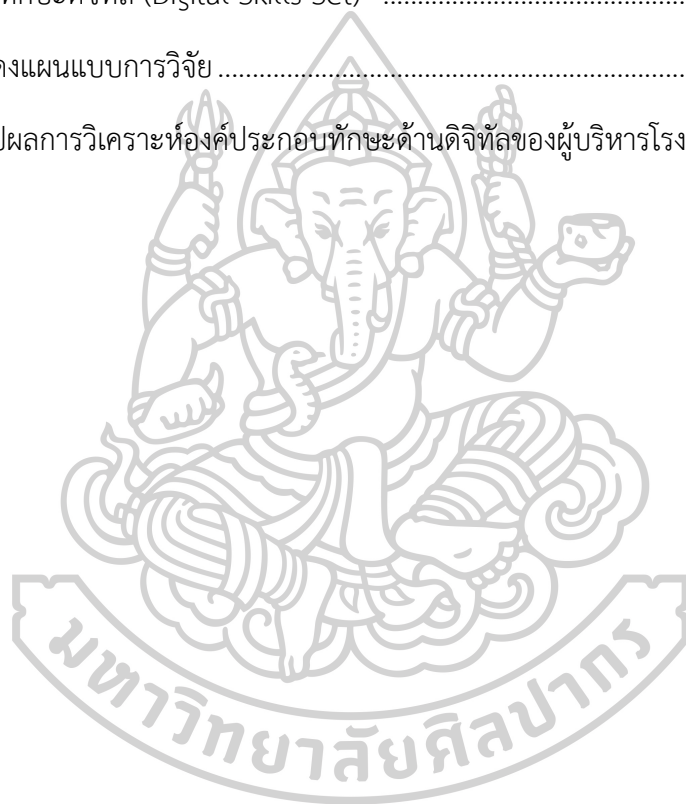 ทักษะดิจิทัล (Digital Skills Set) ................................
ดงแผนแบบการวิจัย ................................................................
ปผลการวิเคราะห์องค์ประกอบทักษะด้านดิจิทัลของผู้บริหารโรง
มหาวิทยาลัยศิลปากร